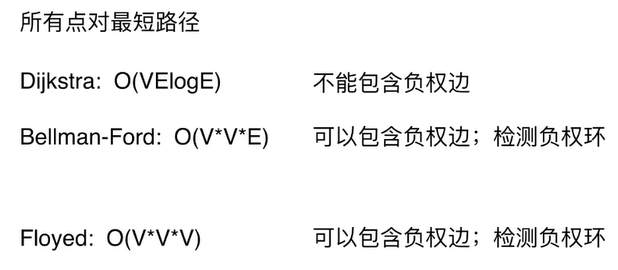 所有点对最短路径
Dijkstra: O(VElogE) 不能包含负权边
Bellman-Ford: O(V*V*E) 可以包含负权边；检测负权环
Floyed: O(V*V*V) 可以包含负权边；检测负权环